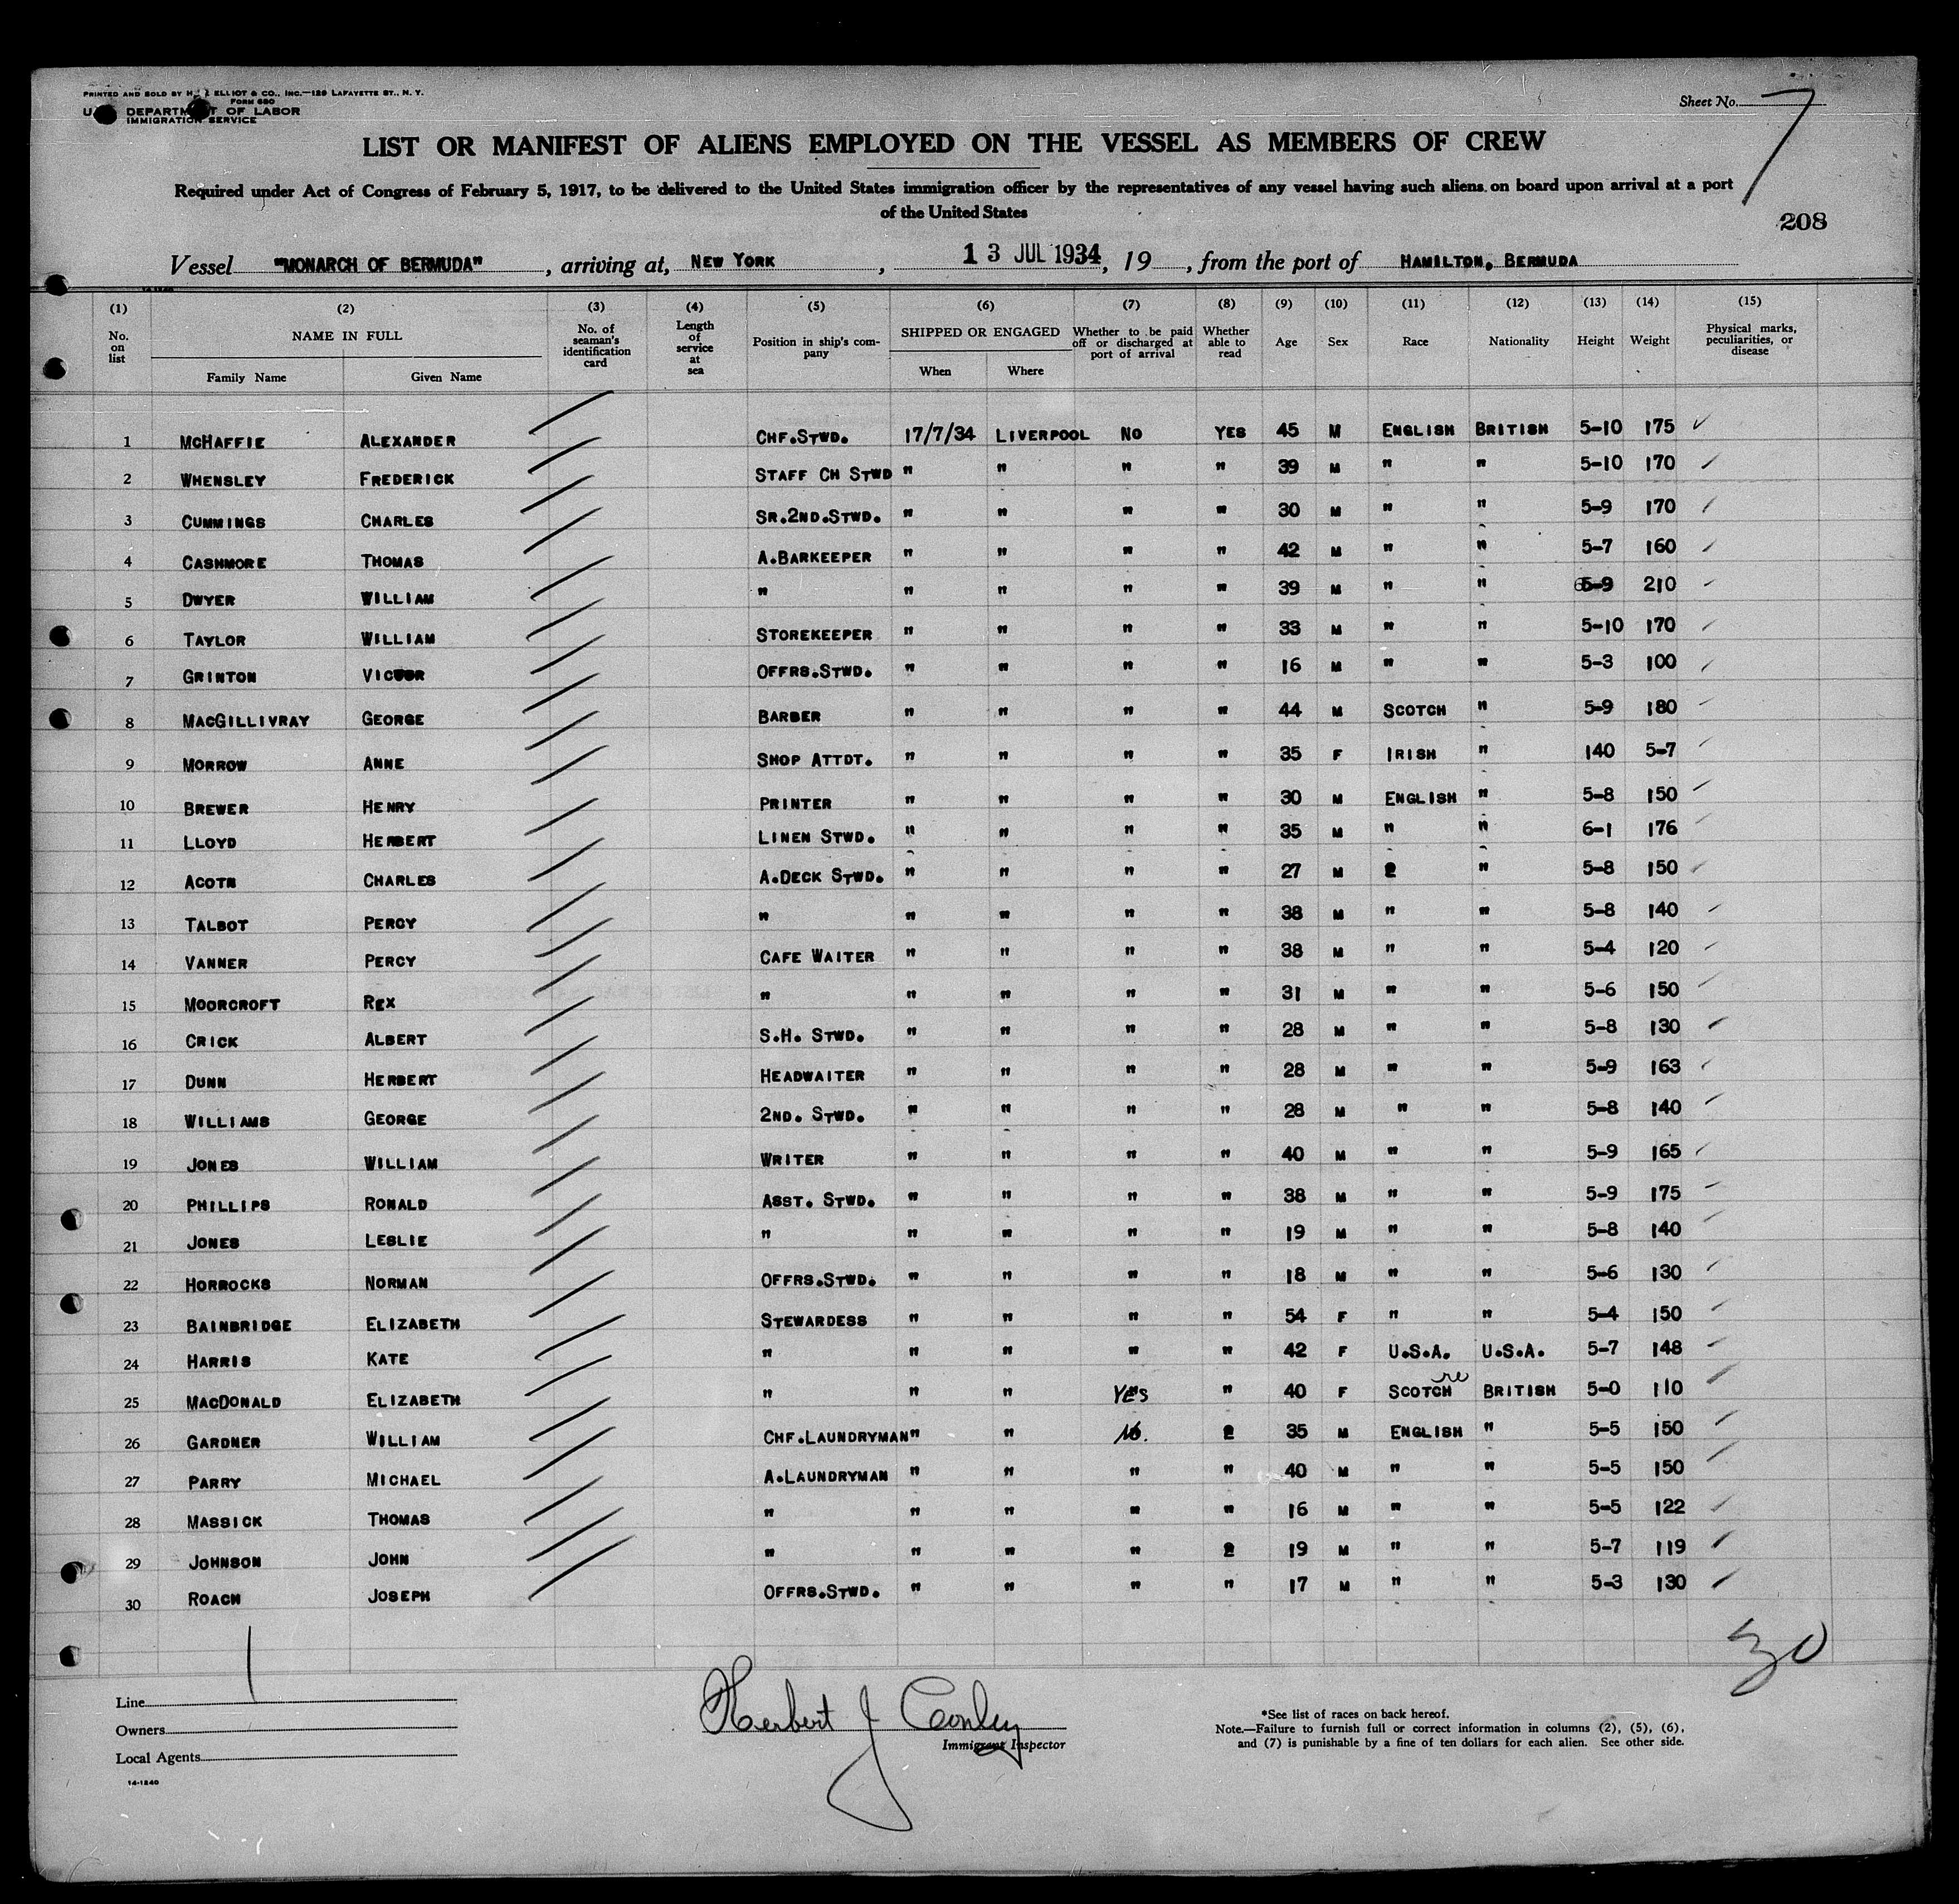 PRINTED AND SOLD BY H. ELLIOT & CO., INC.—129 LAFAYETTE ST., N. Y.
FORM 680
DEPARTMENT OF LABOR
IMMIGRATION SERVICE
Sheet No. 7
LIST OR MANIFEST OF ALIENS EMPLOYED ON THE VESSEL AS MEMBERS OF CREW
Required under Act of Congress of February 5, 1917, to be delivered to the United States immigration officer by the representatives of any vessel having such aliens on board upon arrival at a port
of the United States
208
Vessel "MONARCH OF BERMUDA", arriving at, NEW YORK, 13 JUL 1934, 19, from the port of HAMILTON, BERMUDA
(1) (2) (3) (4) (5) (6) (7) (8) (9) (10) (11) (12) (13) (14) (15)
No. on list NAME IN FULL Family Name Given Name No. of seaman's identification card Length of service at sea Position in ship's company SHIPPED OR ENGAGED When Where Whether to be paid off or discharged at port of arrival Whether able to read Age Sex Race Nationality Height Weight Physical marks, peculiarities, or disease
1 MCHAFFIE ALEXANDER CHF.STWD. 17/7/34 LIVERPOOL NO YES 45 M ENGLISH BRITISH 5-10 175
2 WHENSLEY FREDERICK STAFF CH STWD " " " " 39 M " " 5-10 170
3 CUMMINGS CHARLES SR.2ND.STWD. " " " " 30 M " " 5-9 170
4 CASHMORE THOMAS A.BARKEEPER " " " " 42 M " " 5-7 160
5 DWYER WILLIAM " " " " " 39 M " " 5-9 210
6 TAYLOR WILLIAM STOREKEEPER " " " " 33 M " " 5-10 170
7 GRINTON VICTOR OFFRS.STWD. " " " " 16 M " " 5-3 100
8 MACGILLIVRAY GEORGE BARBER " " " " 44 M SCOTCH " 5-9 180
9 MORROW ANNE SHOP ATTDT. " " " " 35 F IRISH " 140 5-7
10 BREWER HENRY PRINTER " " " " 30 M ENGLISH " 5-8 150
11 LLOYD HERBERT LINEN STWD. " " " " 35 M " " 6-1 176
12 ACOTN CHARLES A.DECK STWD. " " " " 27 M 2 " 5-8 150
13 TALBOT PERCY " " " " " 38 M " " 5-8 140
14 VANNER PERCY CAFE WAITER " " " " 38 M " " 5-4 120
15 MOORCROFT REX " " " " " 31 M " " 5-6 150
16 CRICK ALBERT S.H. STWD. " " " " 28 M " " 5-8 130
17 DUNN HERBERT HEADWAITER " " " " 28 M " " 5-9 163
18 WILLIAMS GEORGE 2ND. STWD. " " " " 28 M " " 5-8 140
19 JONES WILLIAM WRITER " " " " 40 M " " 5-9 165
20 PHILLIPS RONALD ASST. STWD. " " " " 38 M " " 5-9 175
21 JONES LESLIE " " " " " 19 M " " 5-8 140
22 HORROCKS NORMAN OFFRS.STWD. " " " " 18 M " " 5-6 130
23 BAINBRIDGE ELIZABETH STEWARDESS " " " " 54 F " " 5-4 150
24 HARRIS KATE " " " " " 42 F U.S.A. U.S.A. 5-7 148
25 MACDONALD ELIZABETH " " " YES " 40 F SCOTCH BRITISH 5-0 110
26 GARDNER WILLIAM CHF.LAUNDRYMAN " " No. 2 35 M ENGLISH " 5-5 150
27 PARRY MICHAEL A.LAUNDRYMAN " " " " 40 M " " 5-5 150
28 MASSICK THOMAS " " " " " 16 M " " 5-5 122
29 JOHNSON JOHN " " " " 2 19 M " " 5-7 119
30 ROACH JOSEPH OFFRS.STWD. " " " " 17 M " " 5-3 130
30
Line
Owners
Local Agents
14-1240
Herbert J Conley
Immigrant Inspector
*See list of races on back hereof.
Note.—Failure to furnish full or correct information in columns (2), (5), (6),
and (7) is punishable by a fine of ten dollars for each alien. See other side.